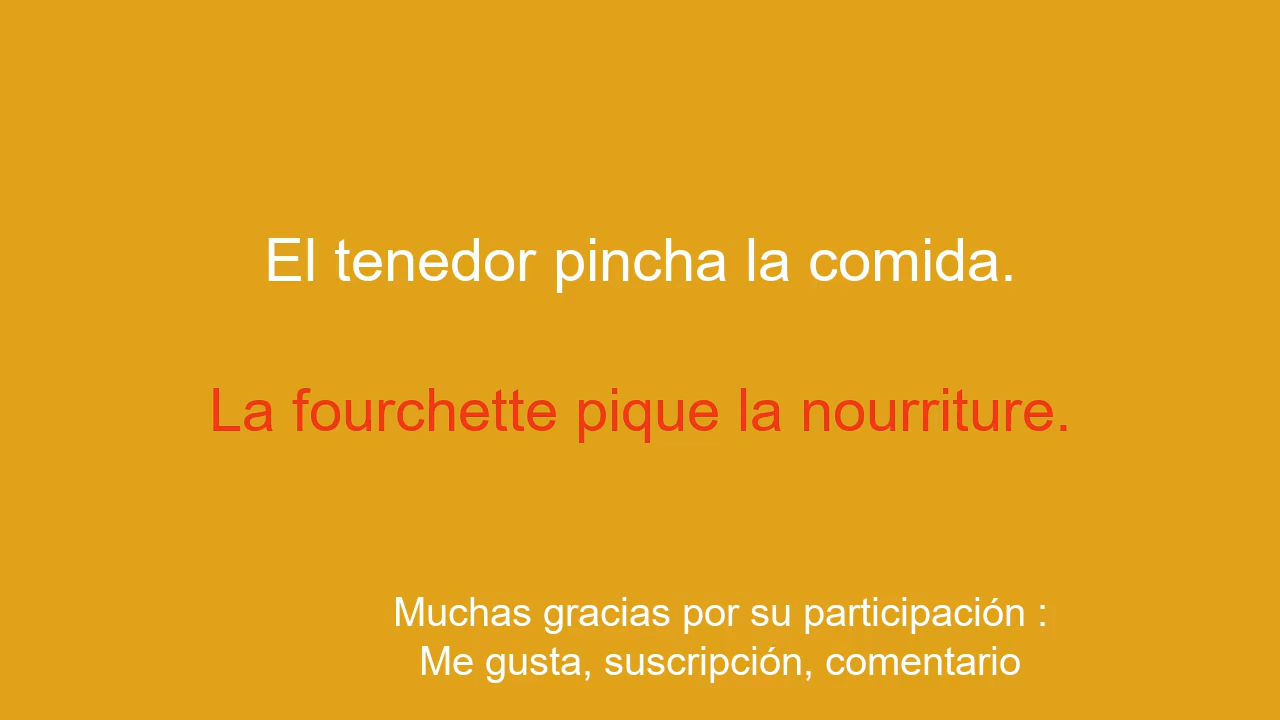 El tenedor pincha la comida.
La fourchette pique la nourriture.
Muchas gracias por su participación :
Me gusta, suscripción, comentario